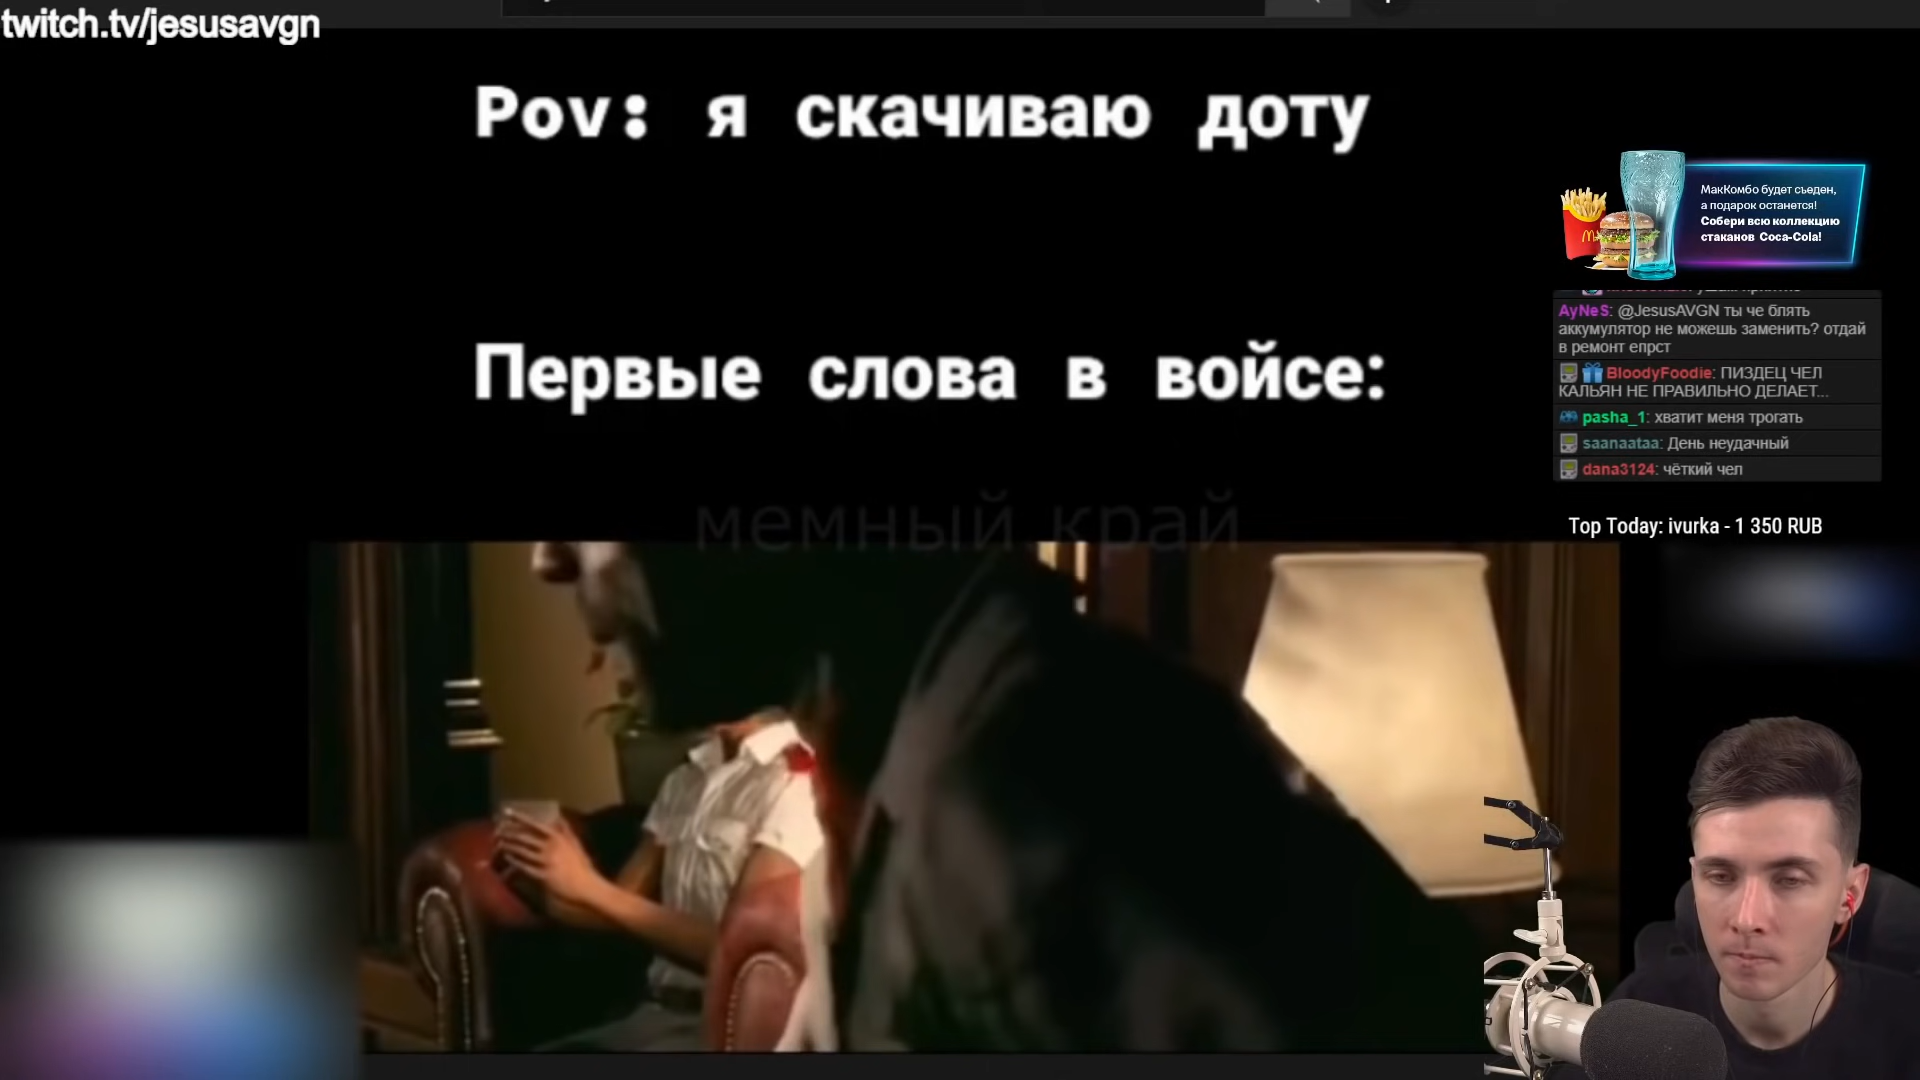 twitch.tv/jesusavgn
Pov: я скачиваю доту
Первые слова в войсе:
мемный край
МакКомбо будет съеден,
а подарок останется!
Собери всю коллекцию
стаканов Coca-Cola!
AyNeS: @JesusAVGN ты че блять
аккумулятор не можешь заменить? отдай
в ремонт епрст
BloodyFoodie: ПИЗДЕЦ ЧЕЛ
КАЛЬЯН НЕ ПРАВИЛЬНО ДЕЛАЕТ...
pasha_1: хватит меня трогать
saanaataa: День неудачный
dana3124: чёткий чел
Top Today: ivurka - 1 350 RUB